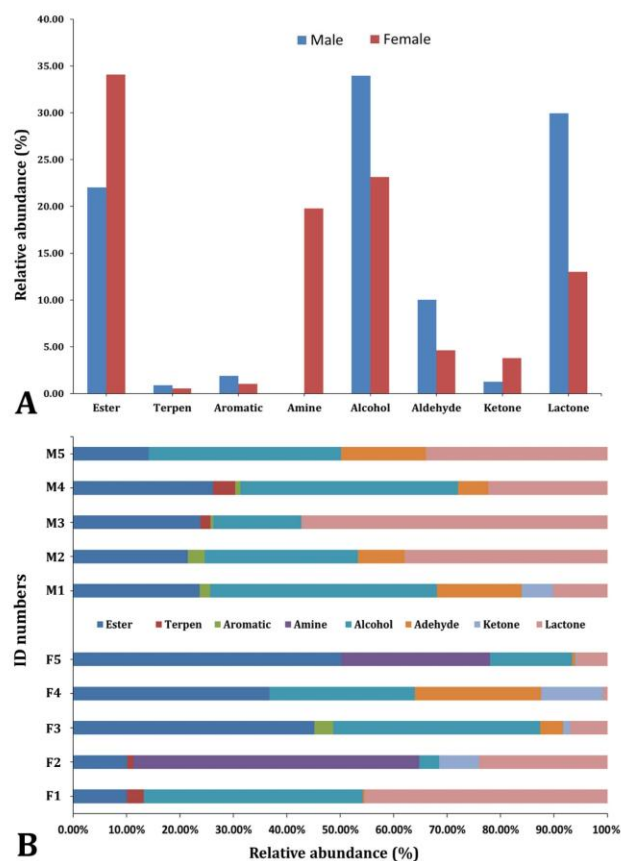 40.00
35.00
30.00
25.00
20.00
15.00
10.00
5.00
0.00
Relative abundance (%)
Male Female
Ester Terpen Aromatic Amine Alcohol Aldehyde Ketone Lactone
A
M5
M4
M3
M2
M1
Ester Terpen Aromatic Amine Alcohol Adehyde Ketone Lactone
F5
F4
F3
F2
F1
ID numbers
0.00% 10.00% 20.00% 30.00% 40.00% 50.00% 60.00% 70.00% 80.00% 90.00% 100.00%
Relative abundance (%)
B